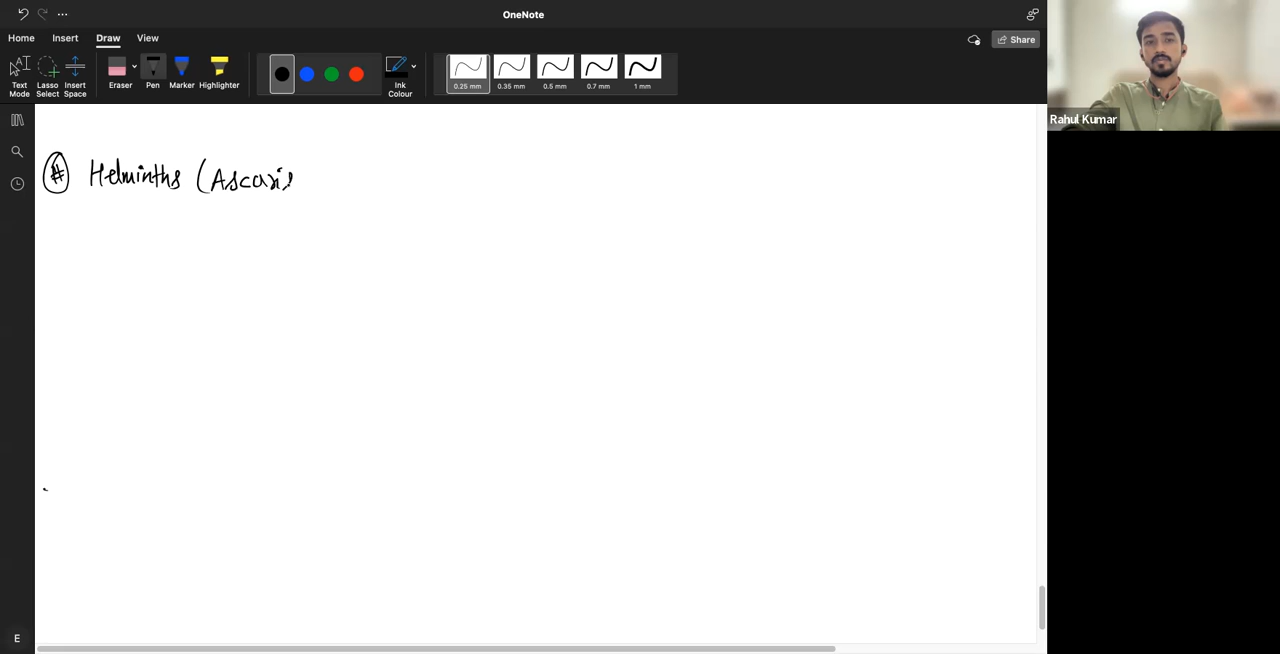 OneNote
Home Insert Draw View
Share
Text Mode
Lasso Select
Insert Space
Eraser
Pen
Marker
Highlighter
Ink Colour
0.25 mm 0.35 mm 0.5 mm 0.7 mm 1 mm
Rahul Kumar
# Helminths (Ascaris
E